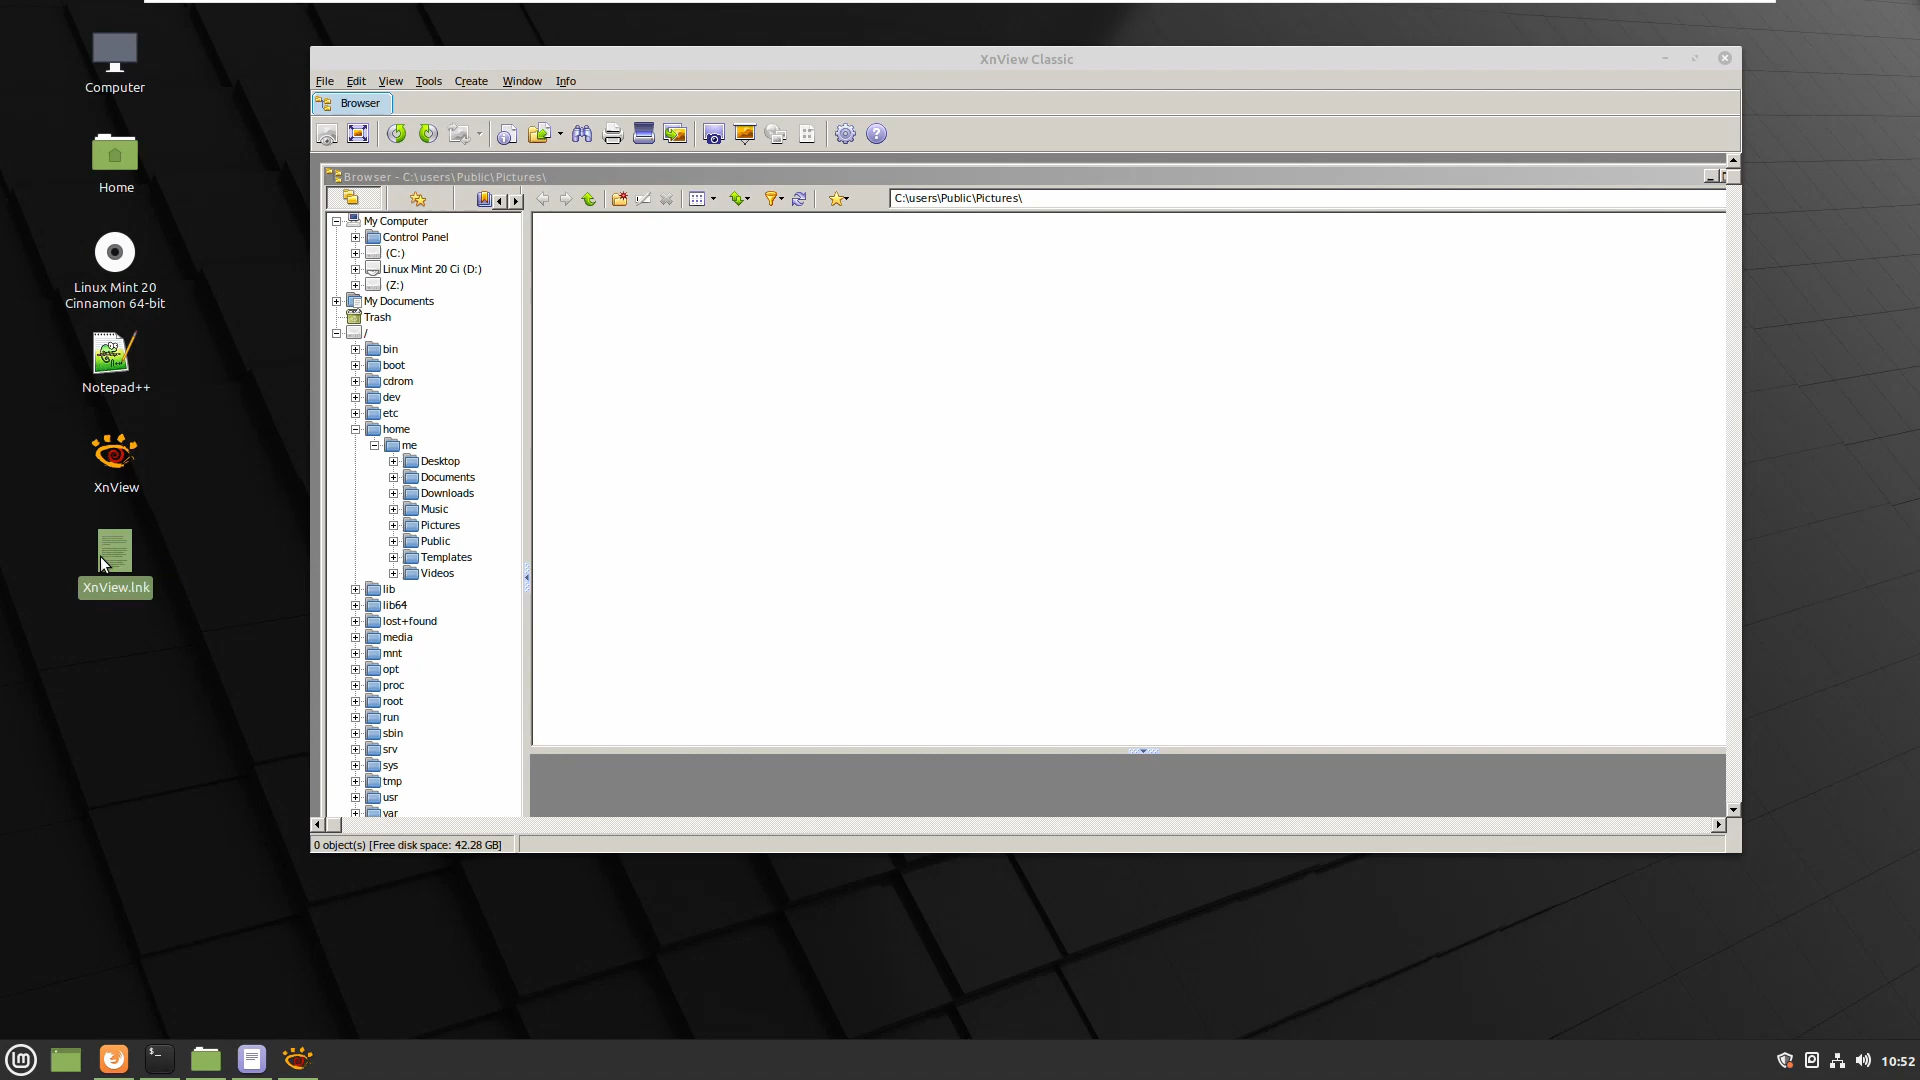 Computer
Home
Linux Mint 20
Cinnamon 64-bit
Notepad++
XnView
XnView.lnk
XnView Classic
File Edit View Tools Create Window Info
Browser
Browser - C:\users\Public\Pictures\
C:\users\Public\Pictures\
My Computer
Control Panel
(C:)
Linux Mint 20 Ci (D:)
(Z:)
My Documents
Trash
/
bin
boot
cdrom
dev
etc
home
me
Desktop
Documents
Downloads
Music
Pictures
Public
Templates
Videos
lib
lib64
lost+found
media
mnt
opt
proc
root
run
sbin
srv
sys
tmp
usr
var
0 object(s) [Free disk space: 42.28 GB]
10:52